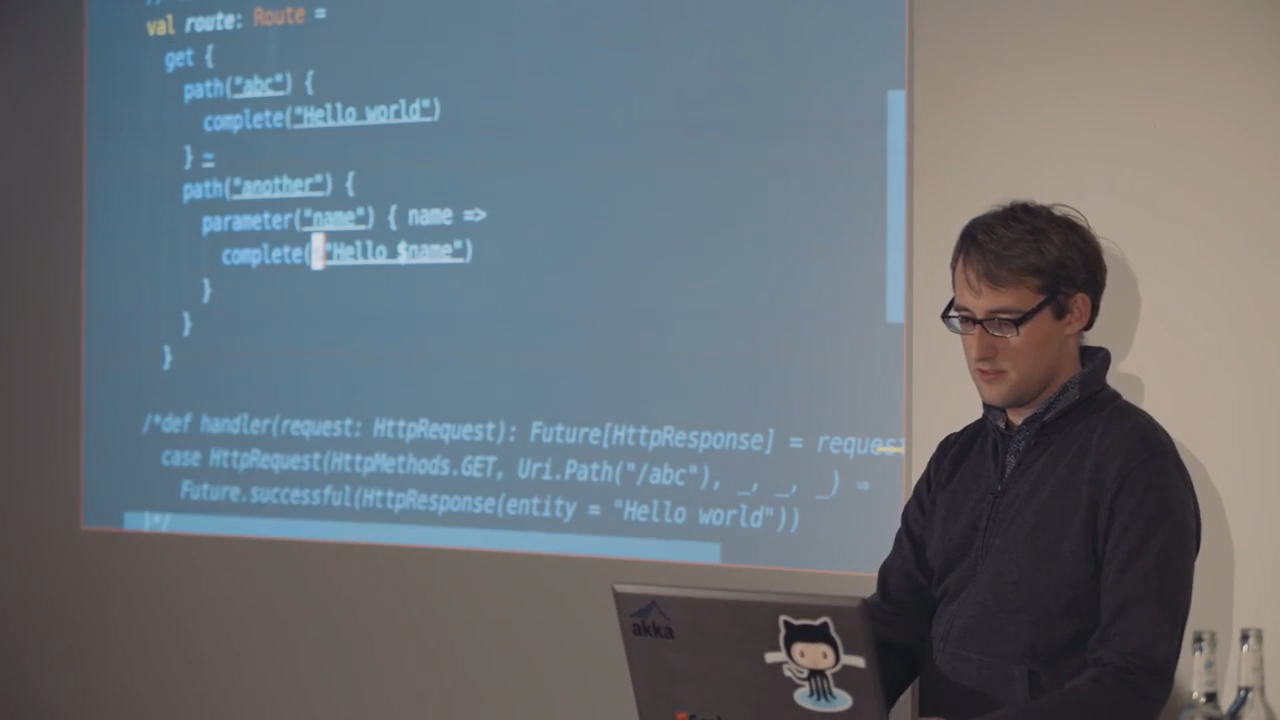 val route: Route =
get {
path("abc") {
complete("Hello world")
} ~
path("another") {
parameter("name") { name =>
complete(s"Hello $name")
}
}
}
/*def handler(request: HttpRequest): Future[HttpResponse] = reques
case HttpRequest(HttpMethods.GET, Uri.Path("/abc"), _, _, _) ⇒
Future.successful(HttpResponse(entity = "Hello world"))
}*/
akka